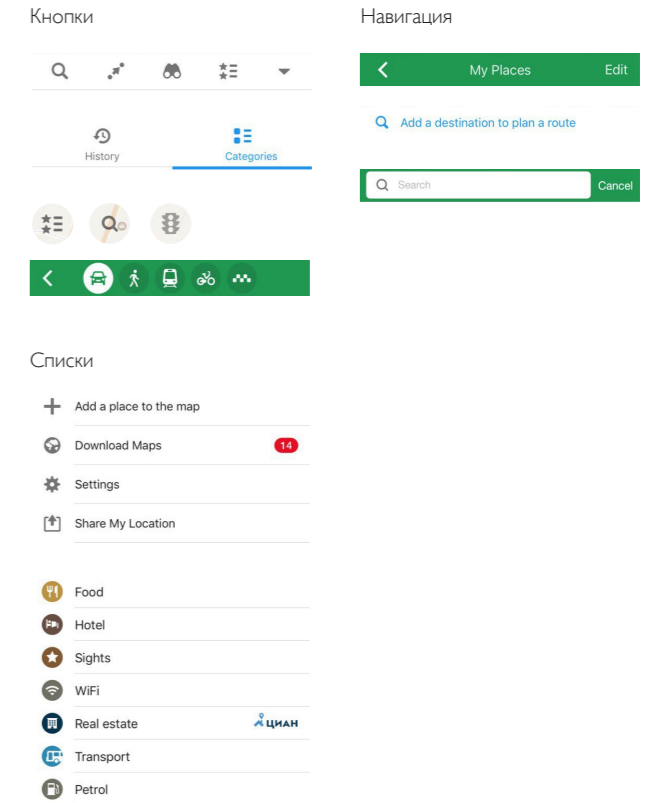 Кнопки
History
Categories
Навигация
My Places
Edit
Add a destination to plan a route
Search
Cancel
Списки
Add a place to the map
Download Maps
14
Settings
Share My Location
Food
Hotel
Sights
WiFi
Real estate
ЦИАН
Transport
Petrol